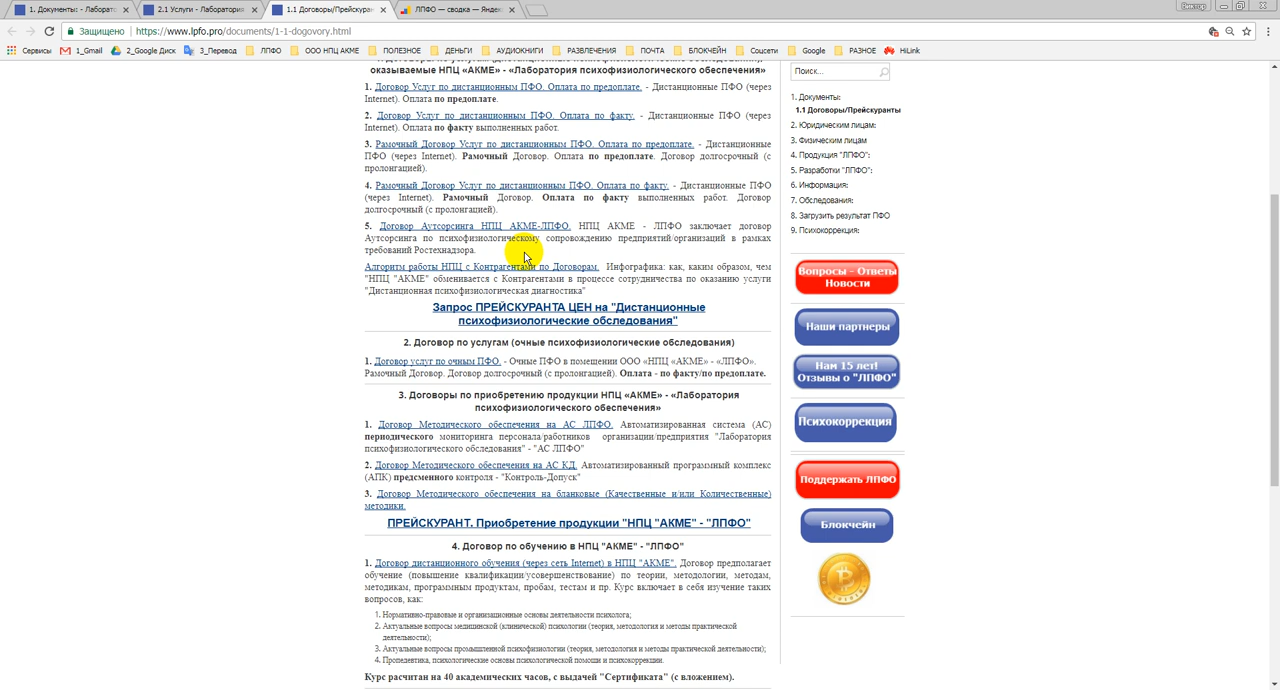 1. Документы: - Лаборато
2.1 Услуги - Лаборатория
1.1 Договоры/Прейскуран
ЛПФО — сводка — Яндек
Виктор
Защищено
https://www.lpfo.pro/documents/1-1-dogovory.html
Сервисы
1_Gmail
2_Google Диск
3_Перевод
ЛПФО
ООО НПЦ АКМЕ
ПОЛЕЗНОЕ
ДЕНЬГИ
АУДИОКНИГИ
РАЗВЛЕЧЕНИЯ
ПОЧТА
БЛОКЧЕЙН
Соцсети
Google
РАЗНОЕ
HiLink
оказываемые НПЦ «АКМЕ» - «Лаборатория психофизиологического обеспечения»
1. Договор Услуг по дистанционным ПФО. Оплата по предоплате. - Дистанционные ПФО (через
Internet). Оплата по предоплате.
2. Договор Услуг по дистанционным ПФО. Оплата по факту. - Дистанционные ПФО (через
Internet). Оплата по факту выполненных работ.
3. Рамочный Договор Услуг по дистанционным ПФО. Оплата по предоплате. - Дистанционные
ПФО (через Internet). Рамочный Договор. Оплата по предоплате. Договор долгосрочный (с
пролонгацией).
4. Рамочный Договор Услуг по дистанционным ПФО. Оплата по факту. - Дистанционные ПФО
(через Internet). Рамочный Договор. Оплата по факту выполненных работ. Договор
долгосрочный (с пролонгацией).
5. Договор Аутсорсинга НПЦ АКМЕ-ЛПФО. НПЦ АКМЕ - ЛПФО заключает договор
Аутсорсинга по психофизиологическому сопровождению предприятий/организаций в рамках
требований Ростехнадзора.
Алгоритм работы НПЦ с Контрагентами по Договорам. Инфографика: как, каким образом, чем
"НПЦ "АКМЕ" обменивается с Контрагентами в процессе сотрудничества по оказанию услуги
"Дистанционная психофизиологическая диагностика"
Запрос ПРЕЙСКУРАНТА ЦЕН на "Дистанционные
психофизиологические обследования"
2. Договор по услугам (очные психофизиологические обследования)
1. Договор услуг по очным ПФО. - Очные ПФО в помещении ООО «НПЦ «АКМЕ» - «ЛПФО».
Рамочный Договор. Договор долгосрочный (с пролонгацией). Оплата - по факту/по предоплате.
3. Договоры по приобретению продукции НПЦ «АКМЕ» - «Лаборатория
психофизиологического обеспечения»
1. Договор Методического обеспечения на АС ЛПФО. Автоматизированная система (АС)
периодического мониторинга персонала/работников организации/предприятия "Лаборатория
психофизиологического обследования" - "АС ЛПФО"
2. Договор Методического обеспечения на АС КД. Автоматизированный программный комплекс
(АПК) предсменного контроля - "Контроль-Допуск"
3. Договор Методического обеспечения на бланковые (Качественные и/или Количественные)
методики.
ПРЕЙСКУРАНТ. Приобретение продукции "НПЦ "АКМЕ" - "ЛПФО"
4. Договор по обучению в НПЦ "АКМЕ" - "ЛПФО"
1. Договор дистанционного обучения (через сеть Internet) в НПЦ "АКМЕ". Договор предполагает
обучение (повышение квалификации/усовершенствование) по теории, методологии, методам,
методикам, программным продуктам, пробам, тестам и пр. Курс включает в себя изучение таких
вопросов, как:
1. Нормативно-правовые и организационные основы деятельности психолога;
2. Актуальные вопросы медицинской (клинической) психологии (теория, методология и методы практической
деятельности);
3. Актуальные вопросы промышленной психофизиологии (теория, методология и методы практической деятельности);
4. Пропедевтика, психологические основы психологической помощи и психокоррекции.
Курс расчитан на 40 академических часов, с выдачей "Сертификата" (с вложением).
Поиск...
1. Документы:
1.1 Договоры/Прейскуранты
2. Юридическим лицам:
3. Физическим лицам
4. Продукция "ЛПФО":
5. Разработки "ЛПФО":
6. Информация:
7. Обследования:
8. Загрузить результат ПФО
9. Психокоррекция:
Вопросы - Ответы
Новости
Наши партнеры
Нам 15 лет!
Отзывы о "ЛПФО"
Психокоррекция
Поддержать ЛПФО
Блокчейн